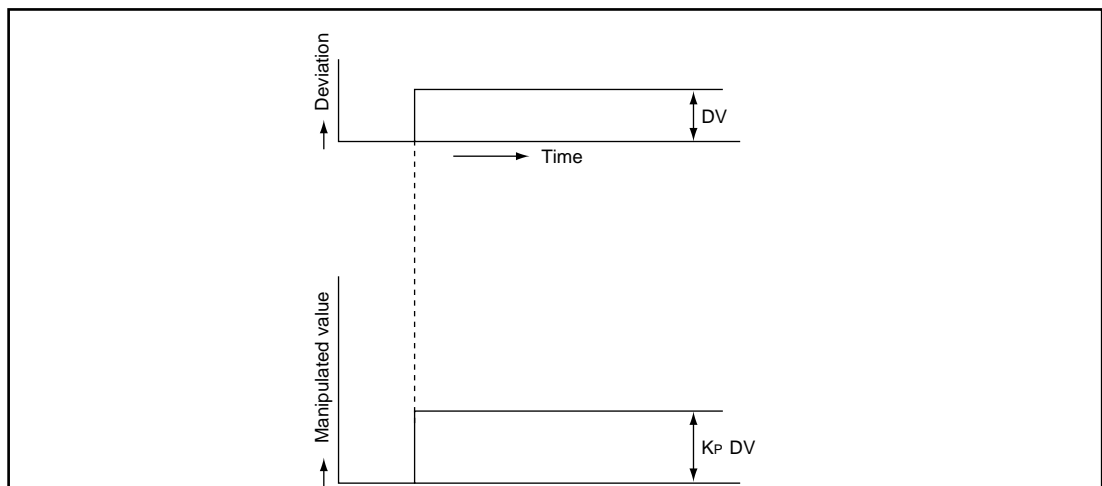 Deviation
DV
Time
Manipulated value
KP DV